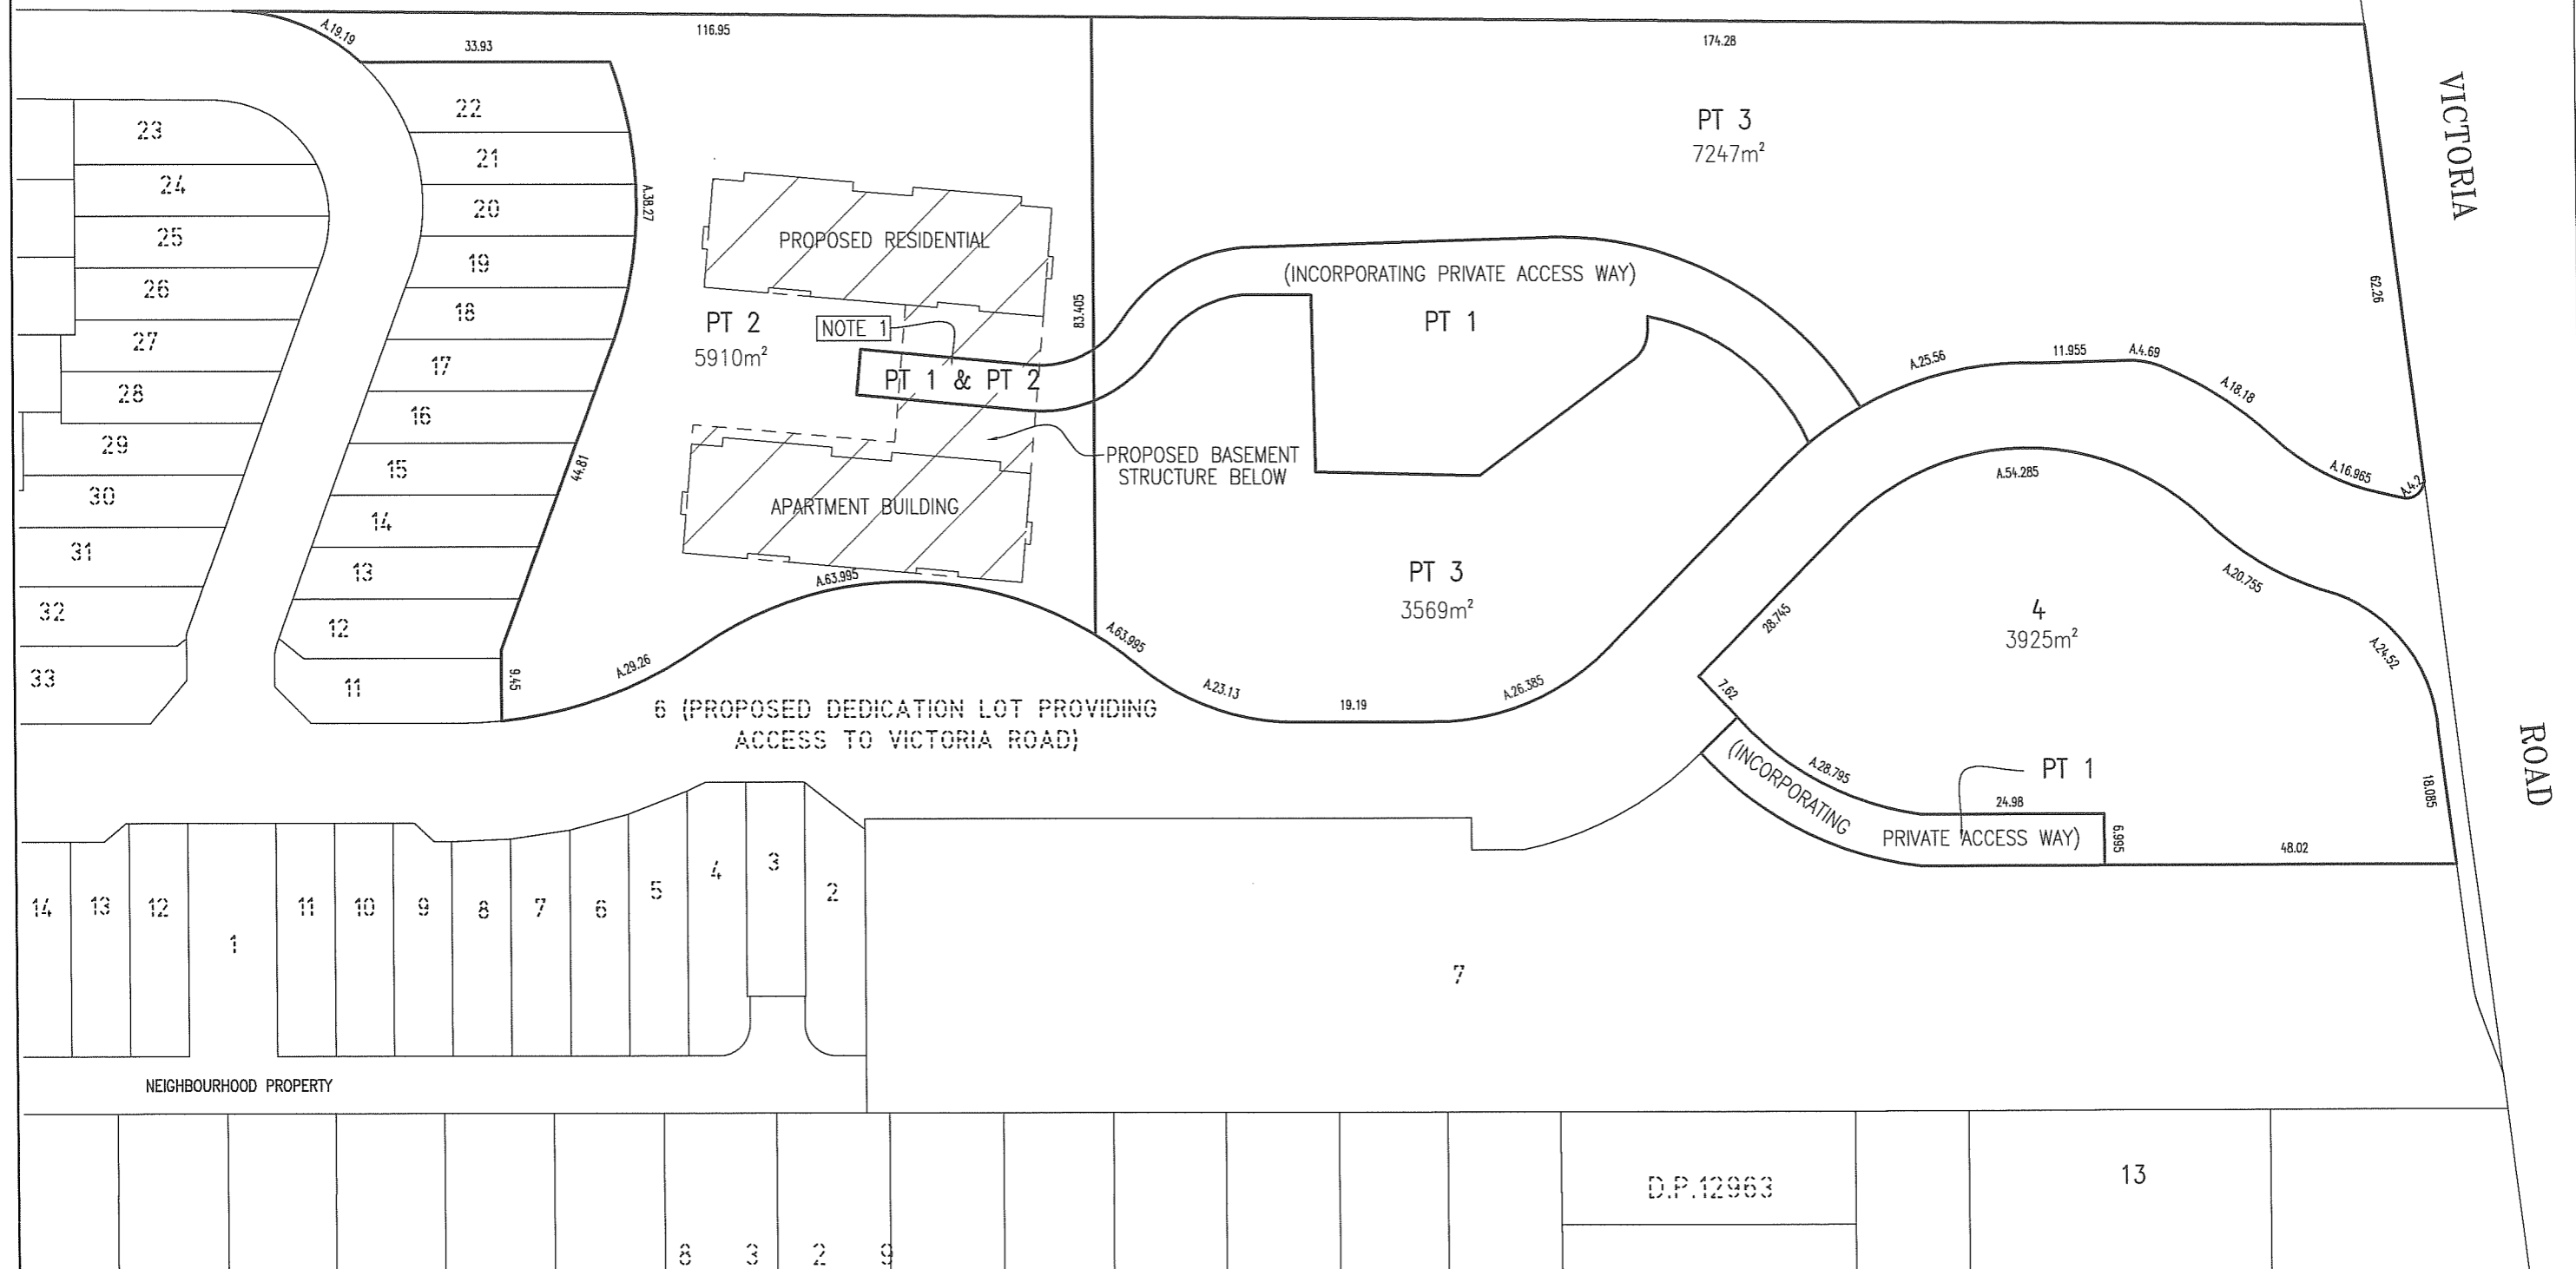 A.19.19
33.93
116.95
174.28
VICTORIA
ROAD
PT 3
7247m²
22
21
20
19
18
17
16
15
14
13
12
11
23
24
25
26
27
28
29
30
31
32
33
A.38.27
44.81
9.45
PROPOSED RESIDENTIAL
PT 2
5910m²
NOTE 1
PT 1 & PT 2
83.405
(INCORPORATING PRIVATE ACCESS WAY)
PT 1
PROPOSED BASEMENT
STRUCTURE BELOW
APARTMENT BUILDING
62.26
A.25.56
11.955
A.4.69
A.18.18
A.16.965
A.4.2
A.54.285
A.20.755
A.24.52
18.085
A.63.995
A.63.995
A.29.26
A.23.13
19.19
A.26.385
PT 3
3569m²
4
3925m²
28.745
7.62
A.28.795
24.98
PT 1
(INCORPORATING
PRIVATE ACCESS WAY)
6.995
48.02
6 (PROPOSED DEDICATION LOT PROVIDING
ACCESS TO VICTORIA ROAD)
14
13
12
1
11
10
9
8
7
6
5
4
3
2
7
NEIGHBOURHOOD PROPERTY
D.P.12963
13
8 3 2 9